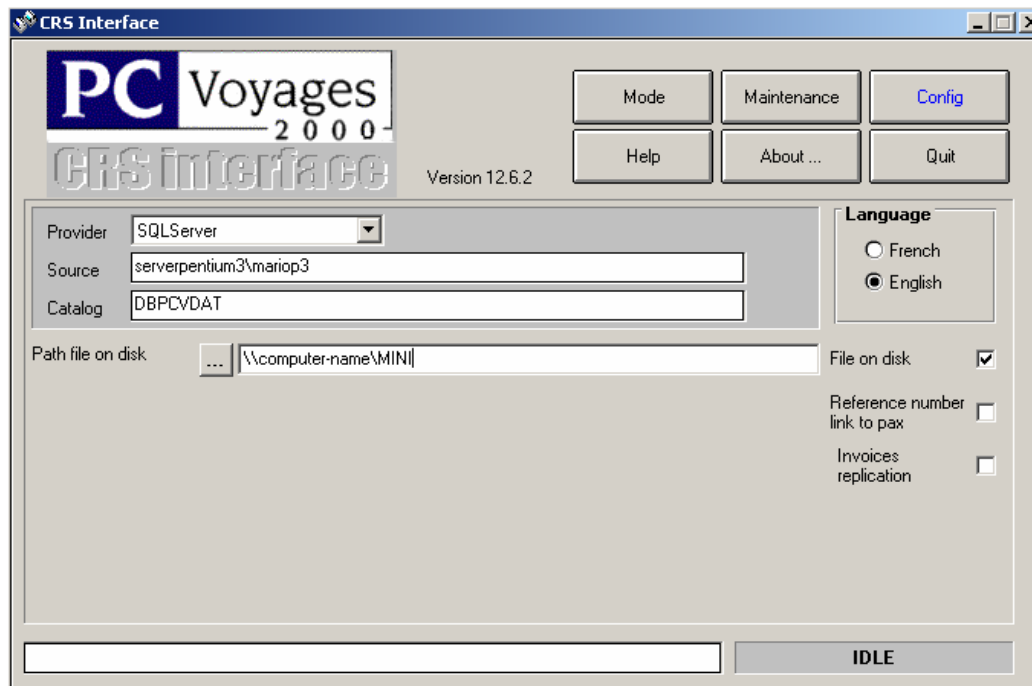 CRS Interface
PC Voyages
2000
CRS interface
Version 12.6.2
Mode
Maintenance
Config
Help
About ...
Quit
Provider
SQLServer
Source
serverpentium3\mariop3
Catalog
DBPCVDAT
Language
French
English
Path file on disk
...
\\computer-name\MINI
File on disk
Reference number
link to pax
Invoices
replication
IDLE